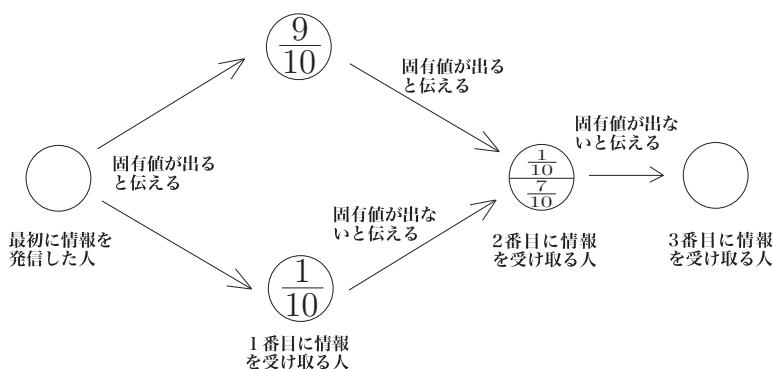 9
10
固有値が出る
と伝える
固有値が出な
いと伝える
1
10
7
10
固有値が出る
と伝える
固有値が出な
いと伝える
最初に情報を
発信した人
2番目に情報
を受け取る人
3番目に情報
を受け取る人
1
10
1番目に情報
を受け取る人